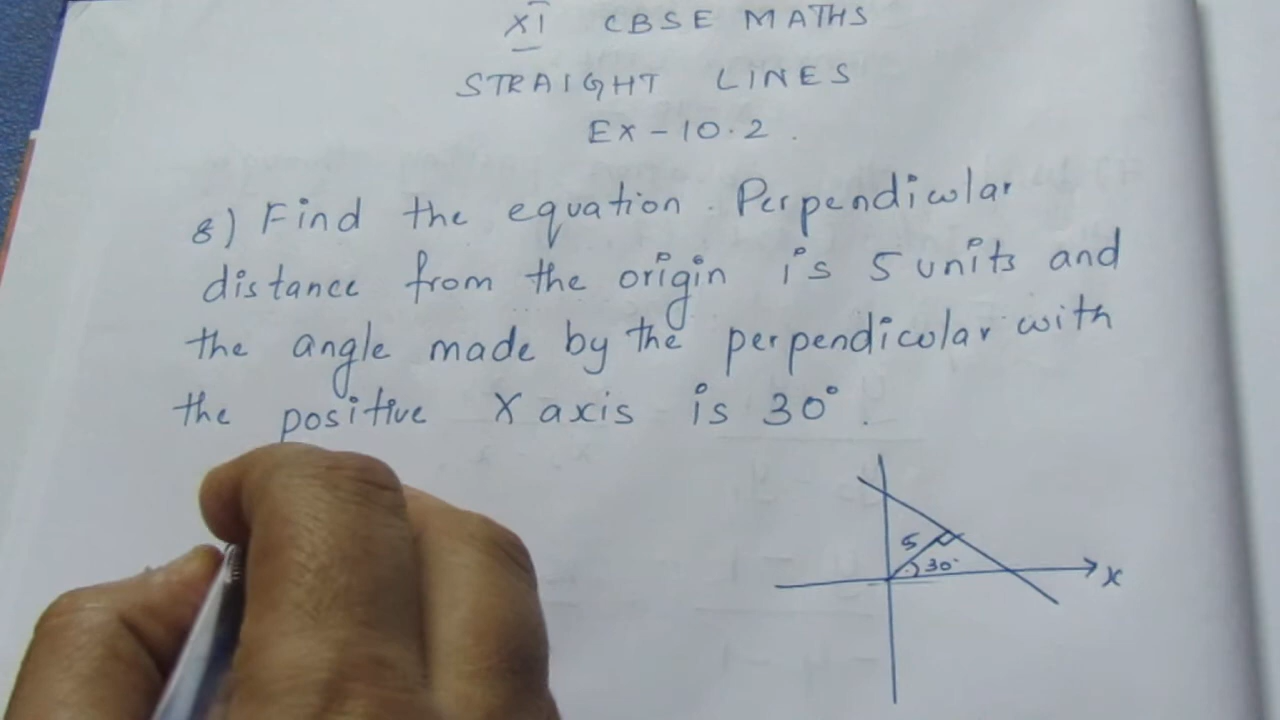 XI CBSE MATHS
STRAIGHT LINES
EX-10.2.
8) Find the equation. Perpendicular
distance from the origin is 5 units and
the angle made by the perpendicular with
the positive X axis is 30°.
5
30°
X